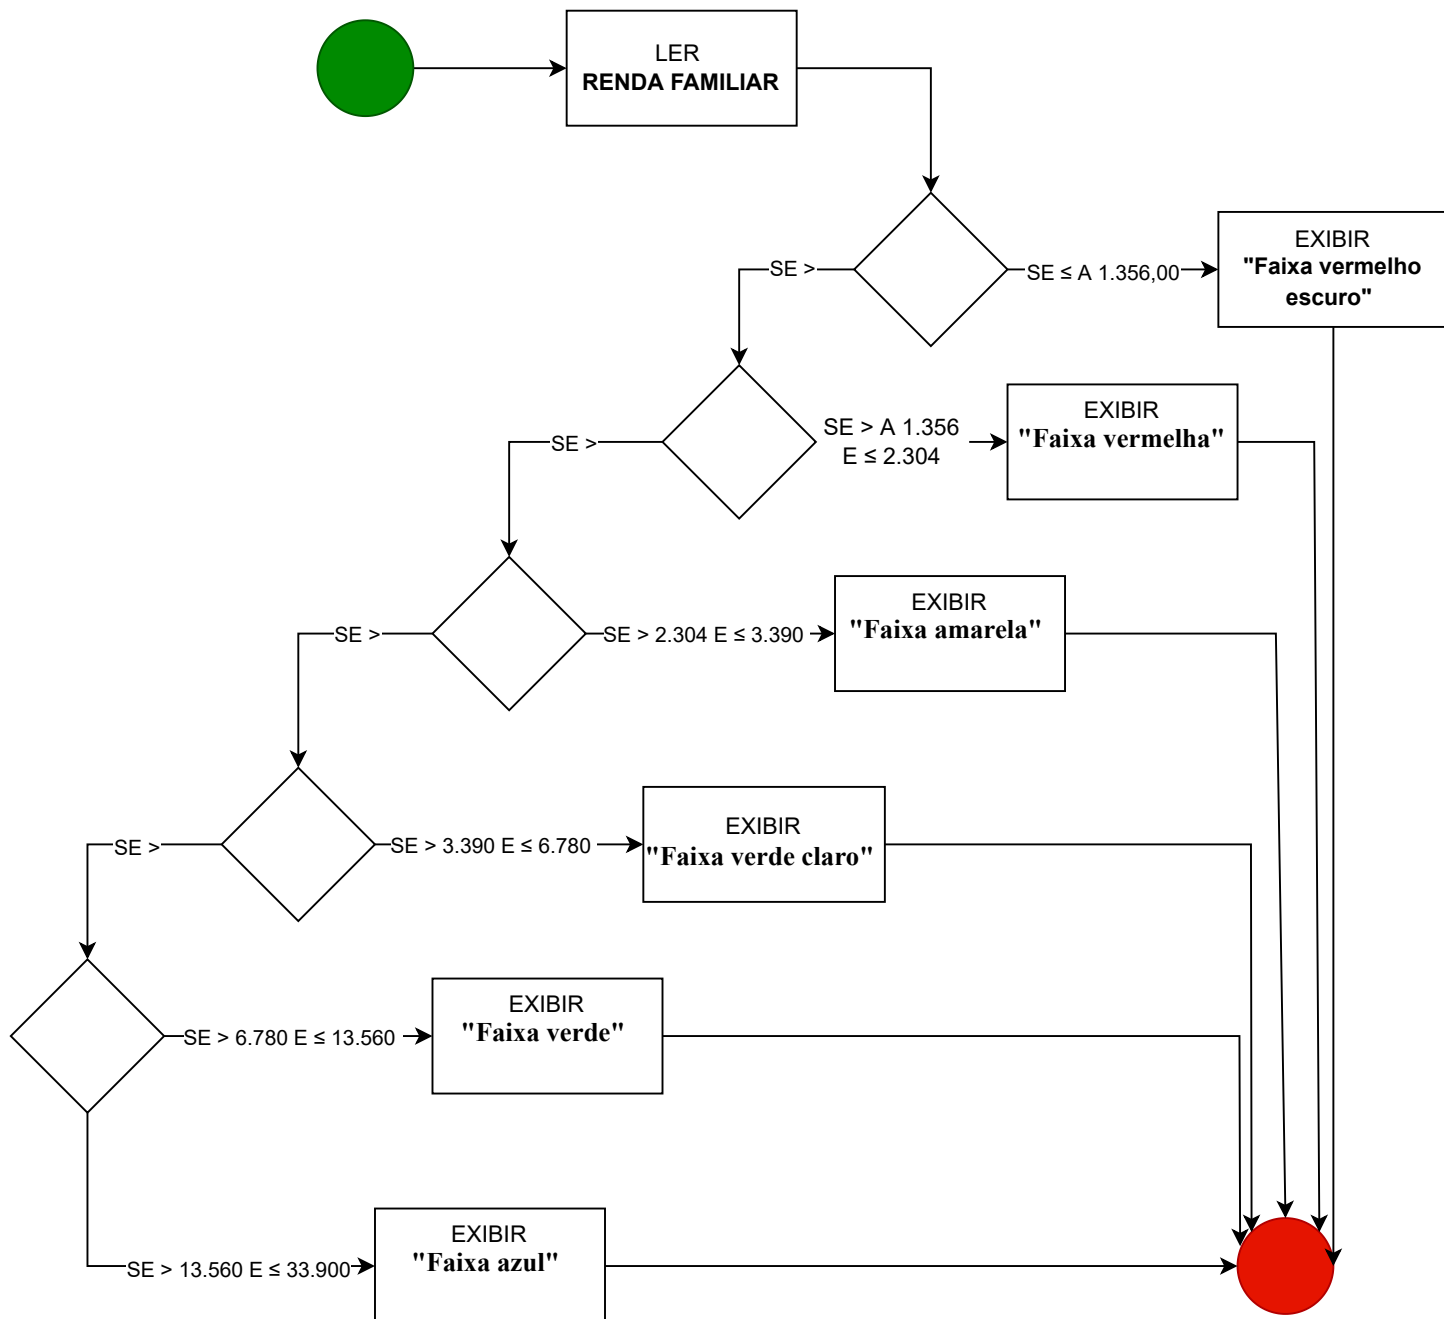 LER
RENDA FAMILIAR
EXIBIR
"Faixa vermelho
escuro"
SE >
SE ≤ A 1.356,00
EXIBIR
"Faixa vermelha"
SE >
SE > A 1.356
E ≤ 2.304
EXIBIR
"Faixa amarela"
SE >
SE > 2.304 E ≤ 3.390
EXIBIR
"Faixa verde claro"
SE >
SE > 3.390 E ≤ 6.780
EXIBIR
"Faixa verde"
SE > 6.780 E ≤ 13.560
EXIBIR
"Faixa azul"
SE > 13.560 E ≤ 33.900